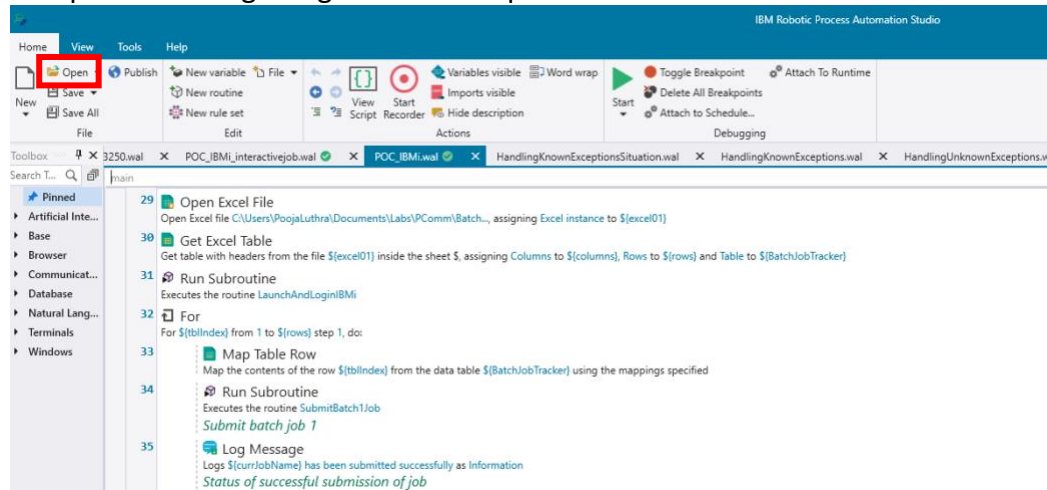 IBM Robotic Process Automation Studio
Home View Tools Help
Open Publish New variable File Variables visible Word wrap Toggle Breakpoint Attach To Runtime
Save New routine Imports visible Delete All Breakpoints
New Save All New rule set View Script Start Recorder Hide description Start Attach to Schedule...
File Edit Actions Debugging
Toolbox 3250.wal POC_IBMi_interactivejob.wal POC_IBMi.wal HandlingKnownExceptionsSituation.wal HandlingKnownExceptions.wal HandlingUnknownExceptions.w
Search T... main
Pinned
Artificial Inte...
Base
Browser
Communicat...
Database
Natural Lang...
Terminals
Windows
29 Open Excel File
Open Excel file C:\Users\PoojaLuthra\Documents\Labs\PComm\Batch..., assigning Excel instance to ${excel01}
30 Get Excel Table
Get table with headers from the file ${excel01} inside the sheet $, assigning Columns to ${columns}, Rows to ${rows} and Table to ${BatchJobTracker}
31 Run Subroutine
Executes the routine LaunchAndLoginIBMi
32 For
For ${tblIndex} from 1 to ${rows} step 1, do:
33 Map Table Row
Map the contents of the row ${tblIndex} from the data table ${BatchJobTracker} using the mappings specified
34 Run Subroutine
Executes the routine SubmitBatch1Job
Submit batch job 1
35 Log Message
Logs ${currJobName} has been submitted successfully as Information
Status of successful submission of job